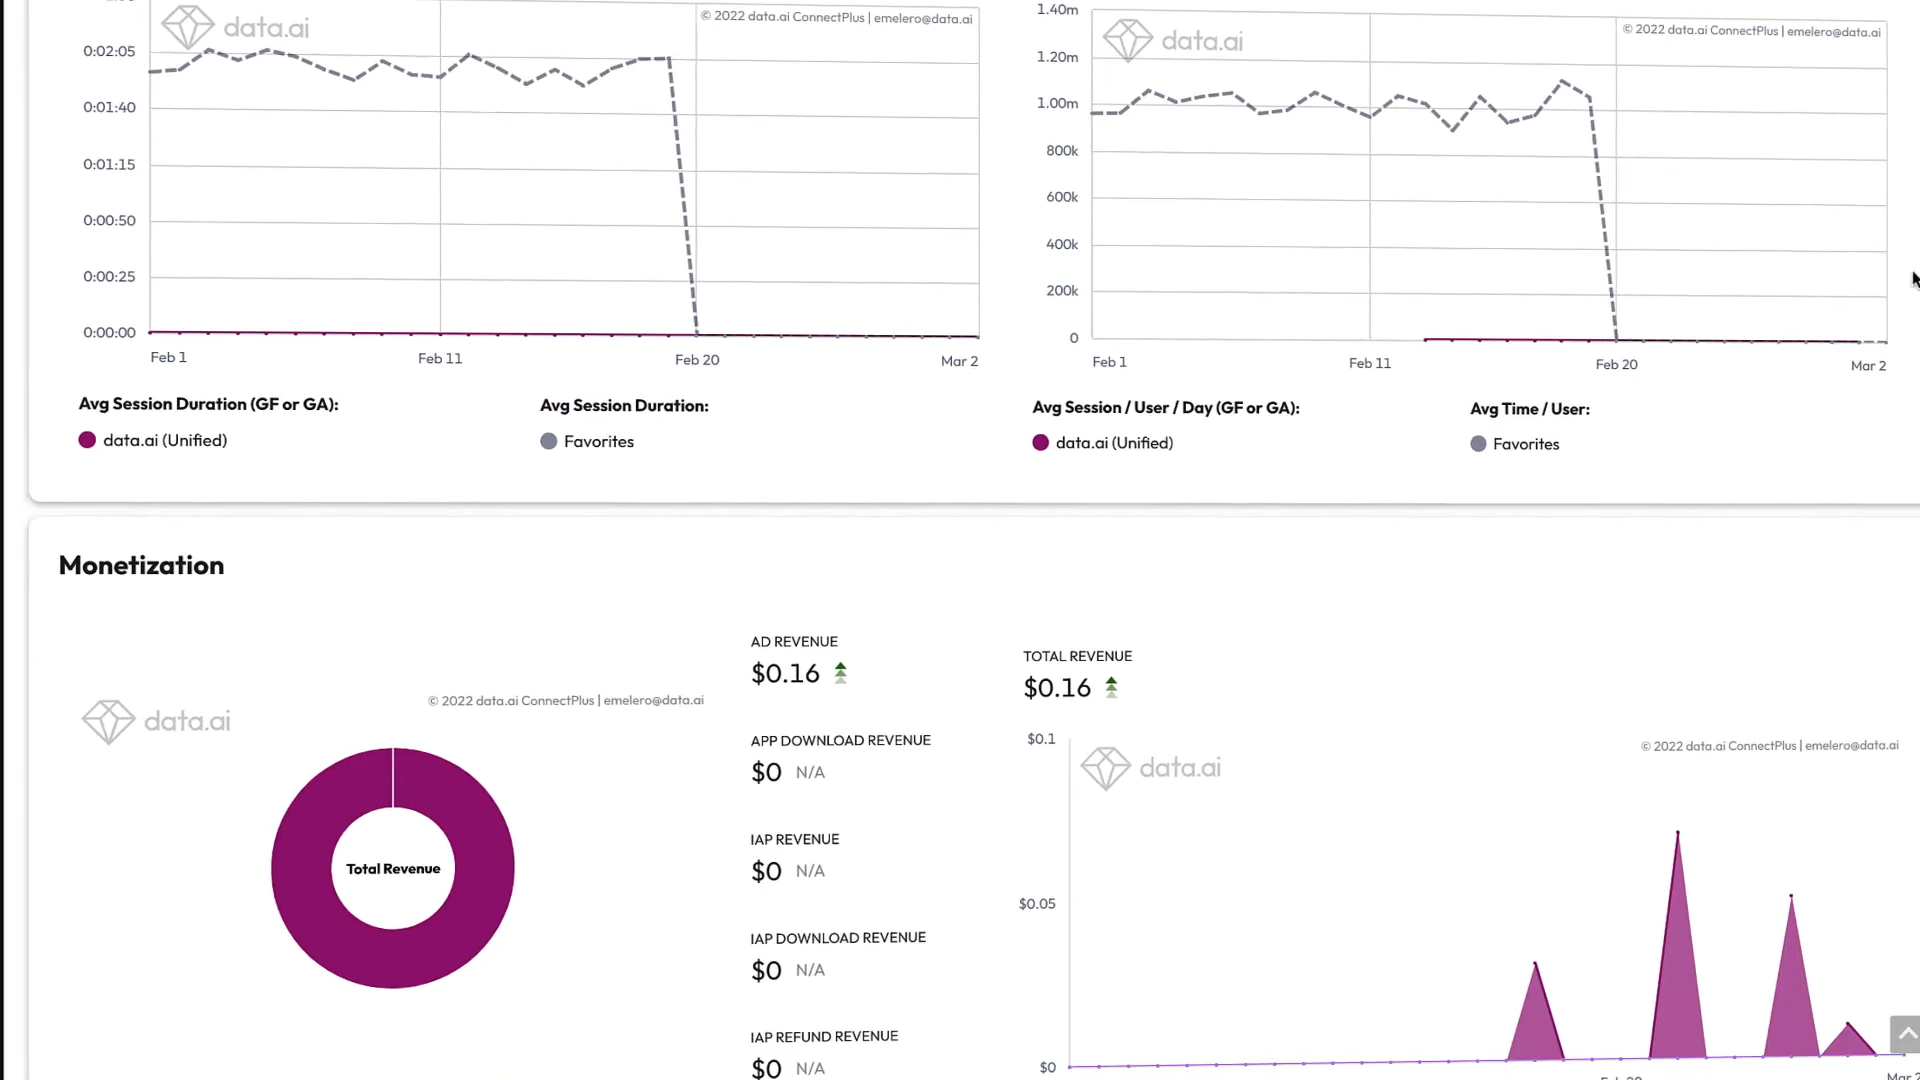 data.ai
© 2022 data.ai ConnectPlus | emelero@data.ai
0:02:05
0:01:40
0:01:15
0:00:50
0:00:25
0:00:00
Feb 1
Feb 11
Feb 20
Mar 2
Avg Session Duration (GF or GA):
data.ai (Unified)
Avg Session Duration:
Favorites
1.40m
data.ai
© 2022 data.ai ConnectPlus | emelero@data.ai
1.20m
1.00m
800k
600k
400k
200k
0
Feb 1
Feb 11
Feb 20
Mar 2
Avg Session / User / Day (GF or GA):
data.ai (Unified)
Avg Time / User:
Favorites
Monetization
data.ai
© 2022 data.ai ConnectPlus | emelero@data.ai
Total Revenue
AD REVENUE
$0.16
APP DOWNLOAD REVENUE
$0 N/A
IAP REVENUE
$0 N/A
IAP DOWNLOAD REVENUE
$0 N/A
IAP REFUND REVENUE
$0 N/A
TOTAL REVENUE
$0.16
$0.1
data.ai
© 2022 data.ai ConnectPlus | emelero@data.ai
$0.05
$0